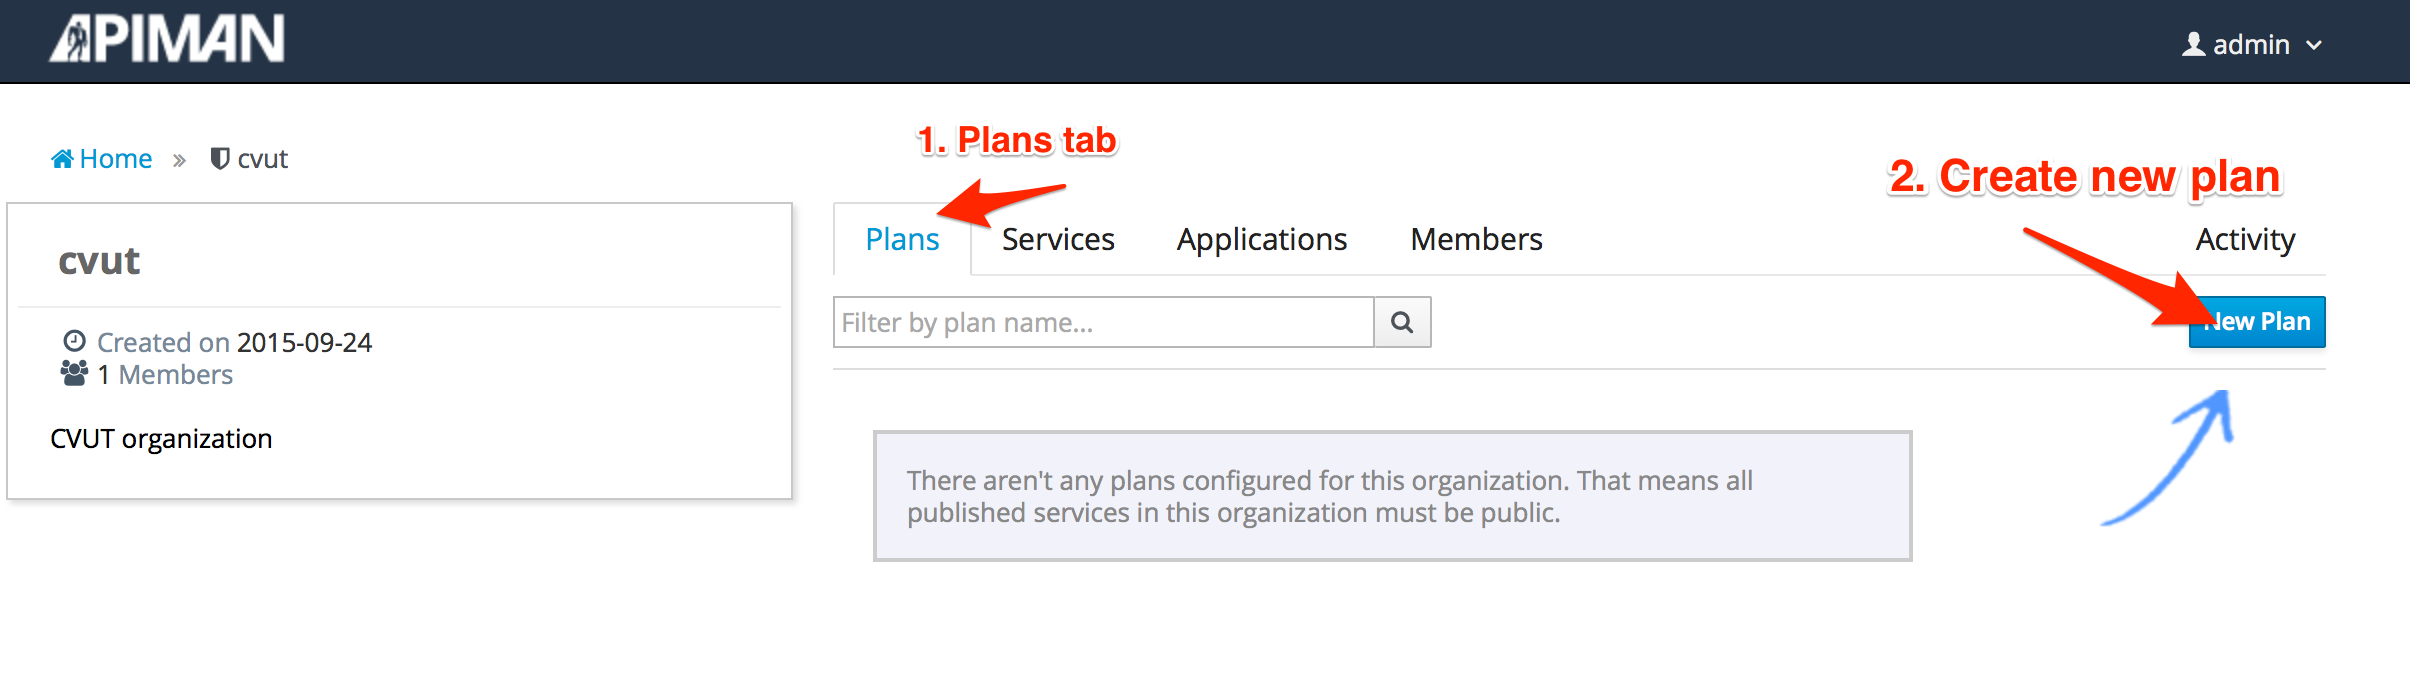 APIMAN
admin
Home » cvut
1. Plans tab
2. Create new plan
cvut
Plans Services Applications Members Activity
Filter by plan name...
New Plan
Created on 2015-09-24
1 Members
CVUT organization
There aren't any plans configured for this organization. That means all
published services in this organization must be public.